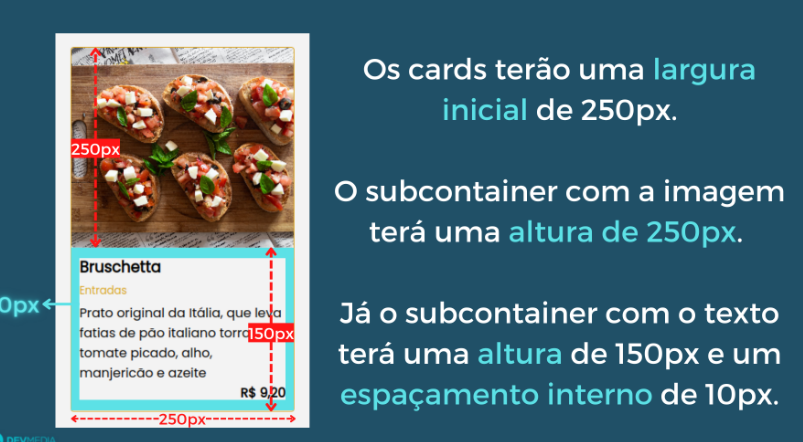 250px
Bruschetta
Entradas
Prato original da Itália, que leva
fatias de pão italiano torra
150px
tomate picado, alho,
manjericão e azeite
R$ 9,20
250px
0px
DEVMEDIA
Os cards terão uma largura
inicial de 250px.
O subcontainer com a imagem
terá uma altura de 250px.
Já o subcontainer com o texto
terá uma altura de 150px e um
espaçamento interno de 10px.